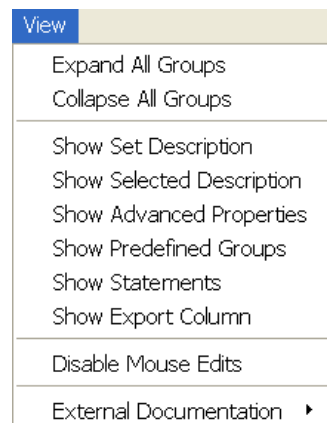 View
Expand All Groups
Collapse All Groups
Show Set Description
Show Selected Description
Show Advanced Properties
Show Predefined Groups
Show Statements
Show Export Column
Disable Mouse Edits
External Documentation